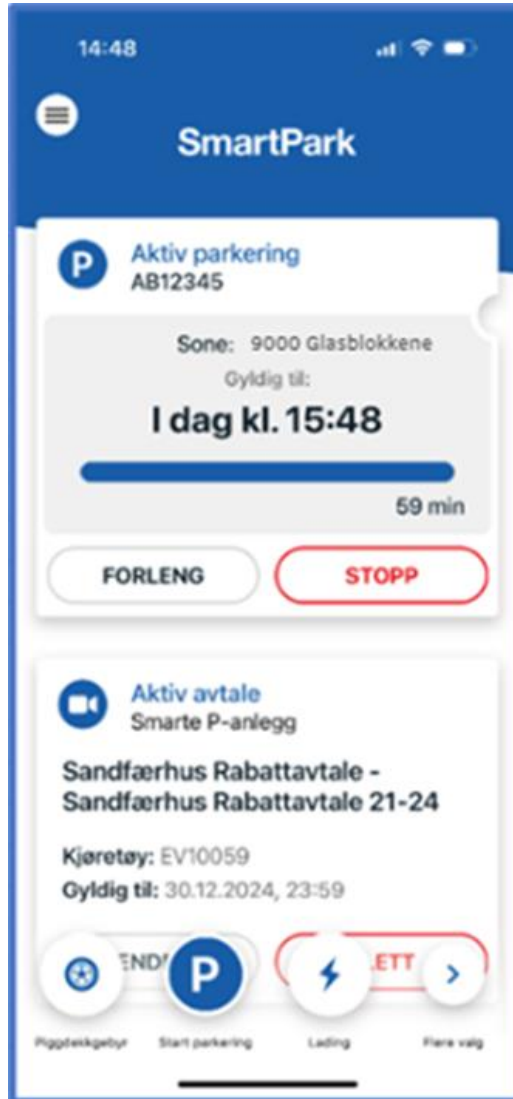 14:48
SmartPark
P
Aktiv parkering
AB12345
Sone: 9000 Glasblokkene
Gyldig til:
I dag kl. 15:48
59 min
FORLENG
STOPP
Aktiv avtale
Smarte P-anlegg
Sandfærhus Rabattavtale -
Sandfærhus Rabattavtale 21-24
Kjøretøy: EV10059
Gyldig til: 30.12.2024, 23:59
P
Piggdekkgebyr
Start parkering
Lading
Flere valg